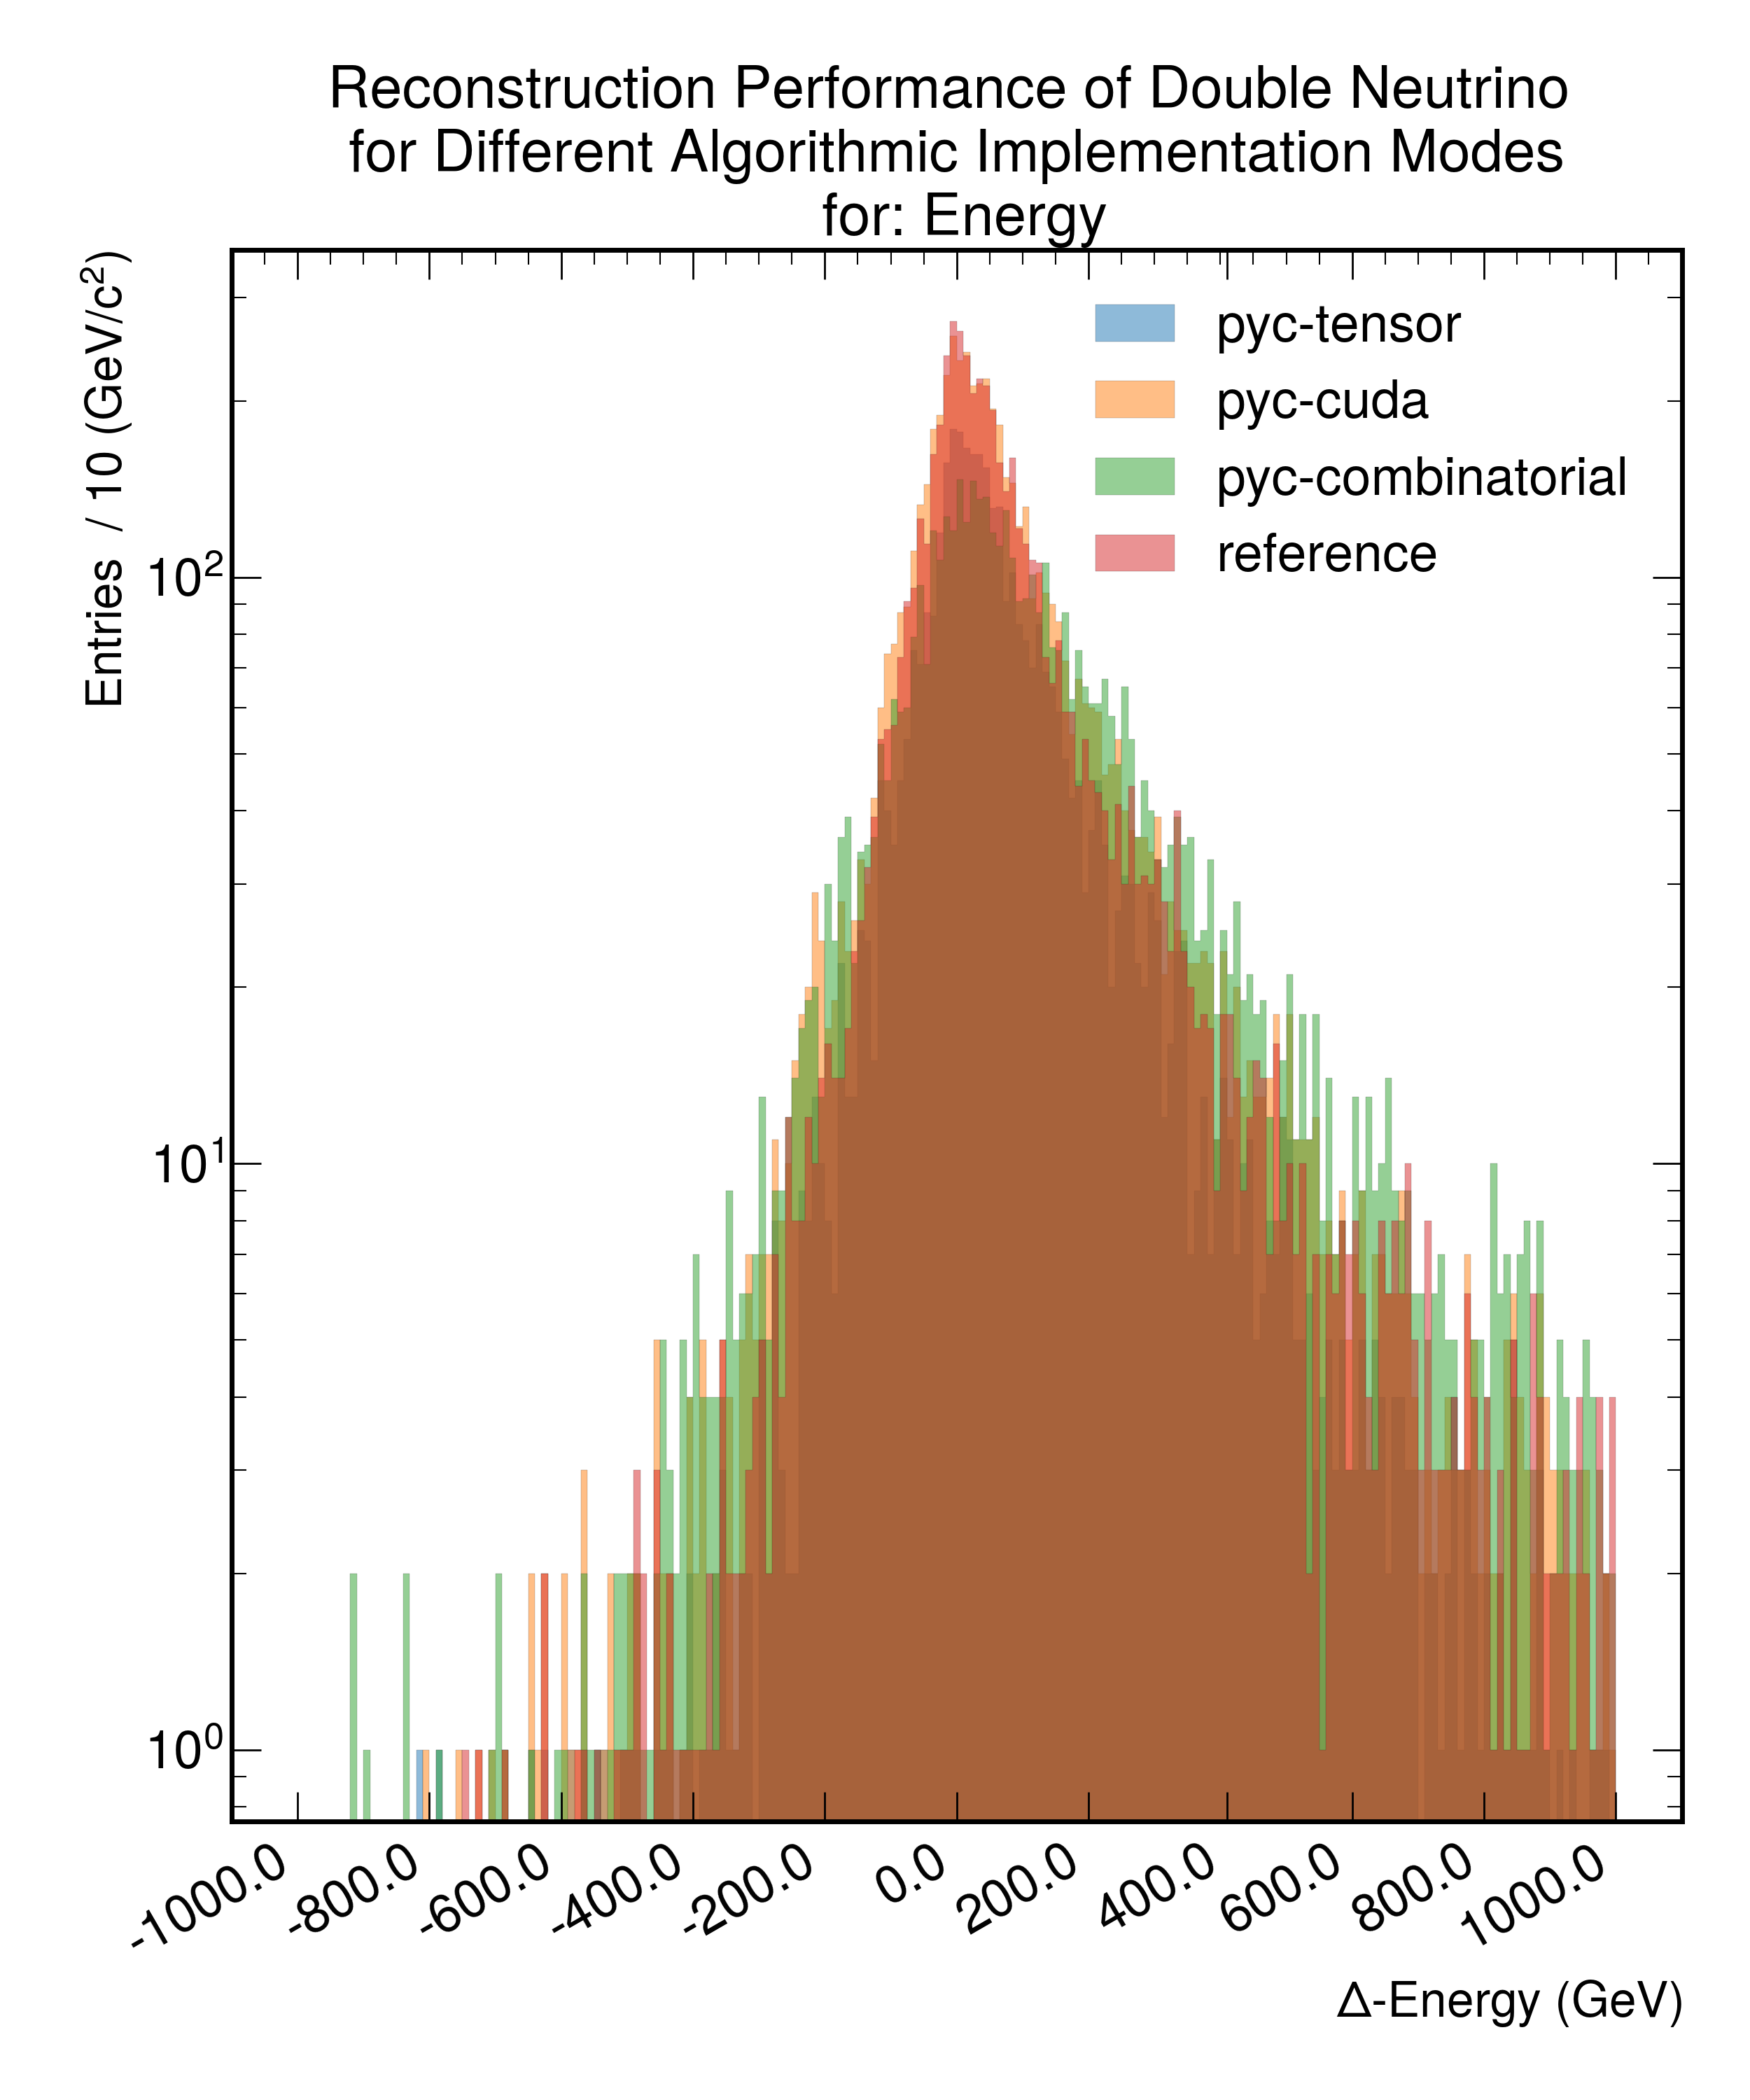 Reconstruction Performance of Double Neutrino
for Different Algorithmic Implementation Modes
for: Energy
Entries / 10 (GeV/c²)
pyc-tensor
pyc-cuda
pyc-combinatorial
reference
10²
10¹
10⁰
-1000.0 -800.0 -600.0 -400.0 -200.0 0.0 200.0 400.0 600.0 800.0 1000.0
Δ-Energy (GeV)